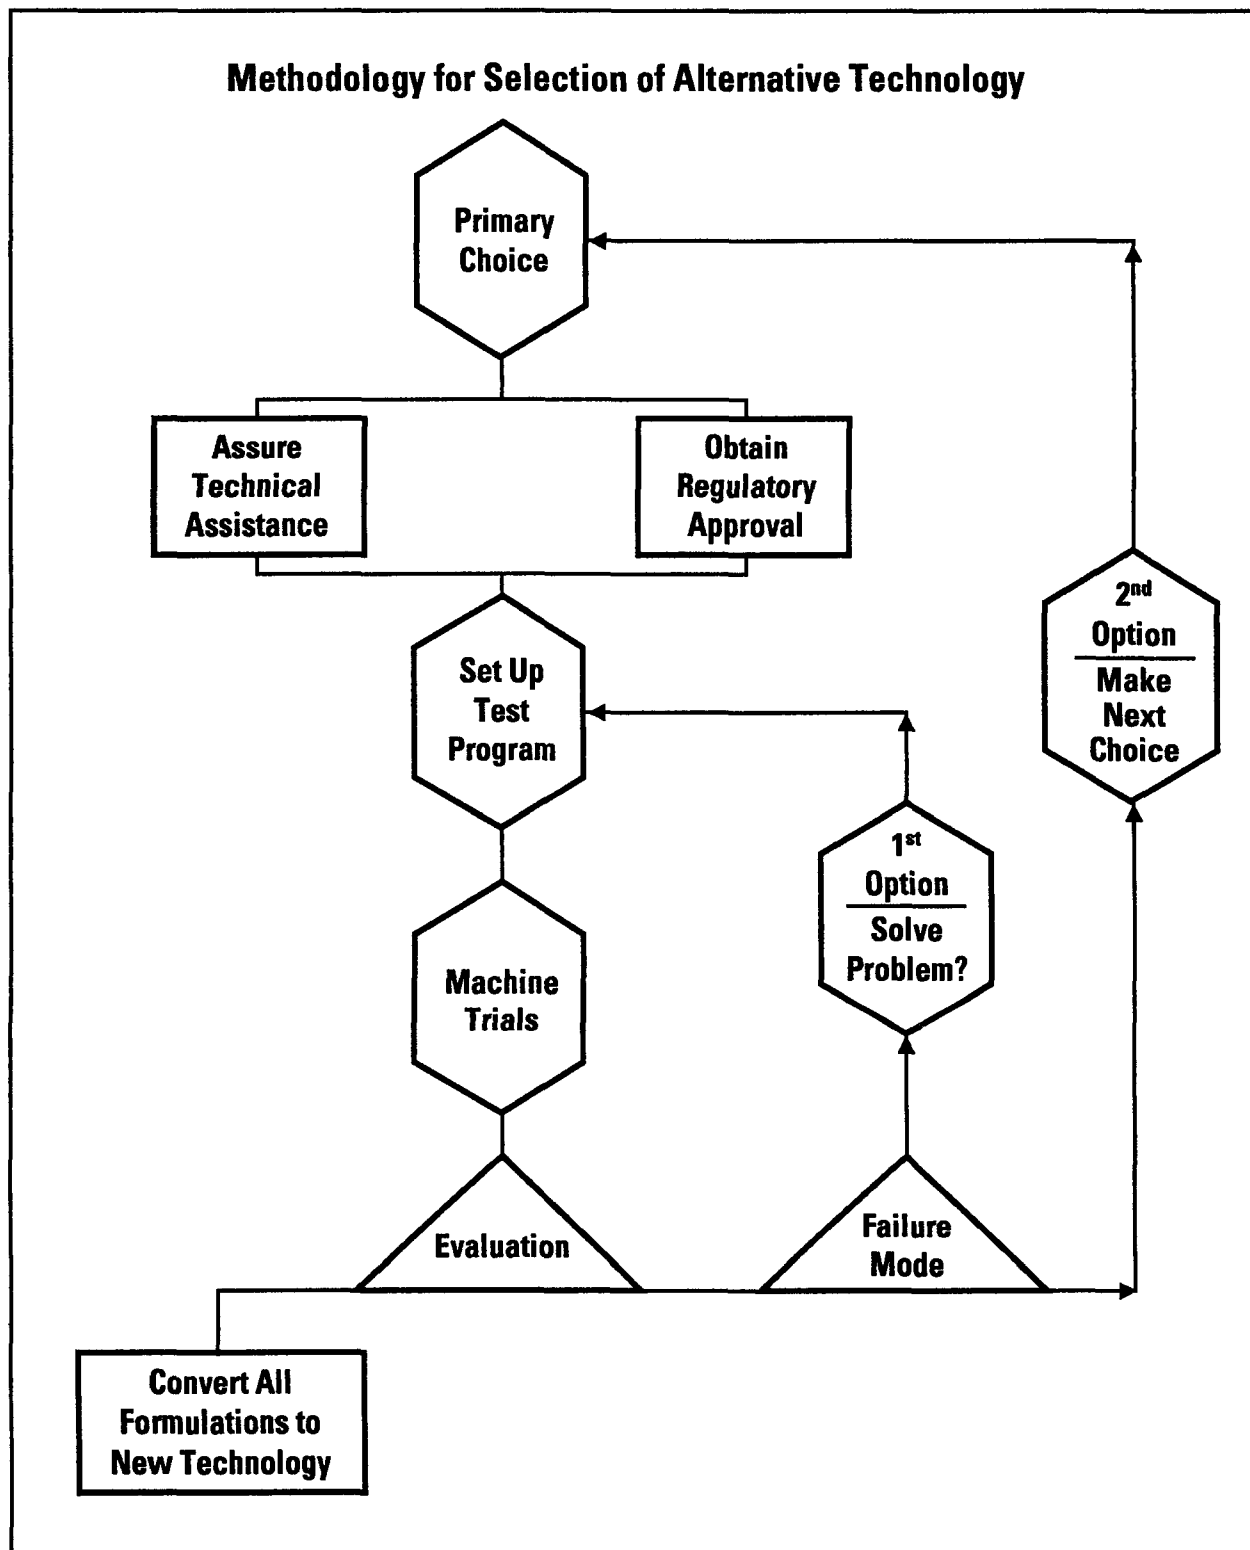 Methodology for Selection of Alternative Technology
Primary
Choice
Assure
Technical
Assistance
Obtain
Regulatory
Approval
Set Up
Test
Program
2nd
Option
Make
Next
Choice
1st
Option
Solve
Problem?
Machine
Trials
Evaluation
Failure
Mode
Convert All
Formulations to
New Technology